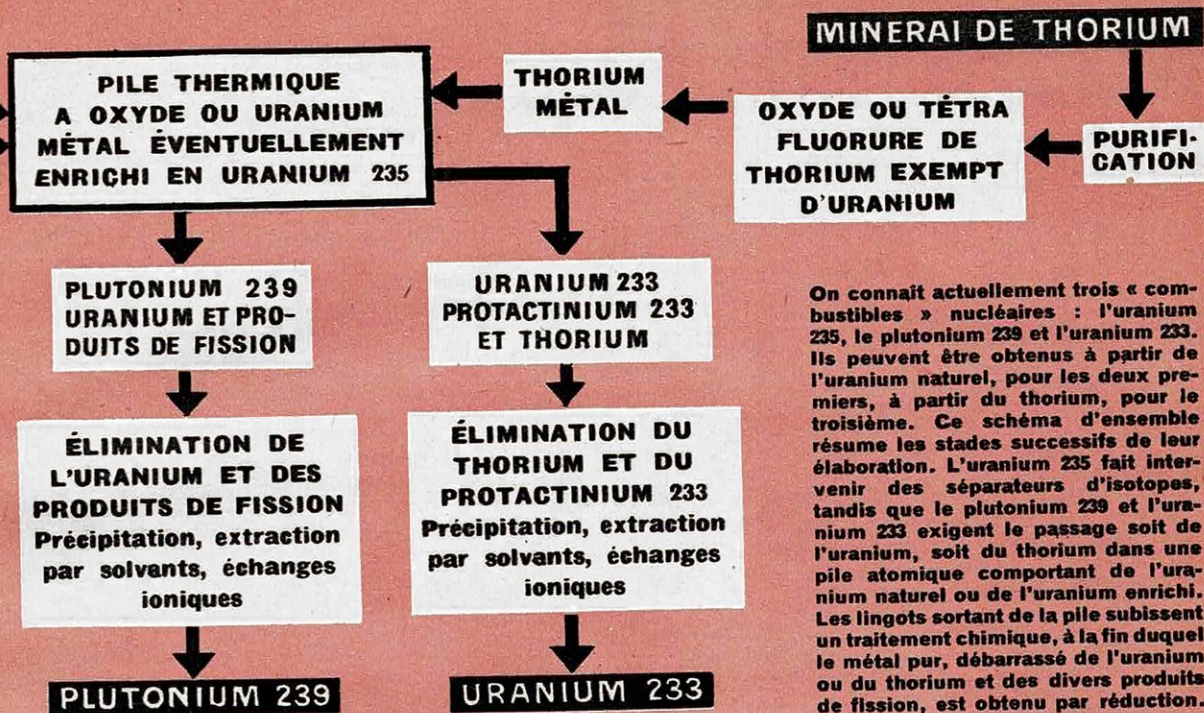 MINERAI DE THORIUM
PURIFI-
CATION
OXYDE OU TÉTRA
FLUORURE DE
THORIUM EXEMPT
D'URANIUM
THORIUM
MÉTAL
PILE THERMIQUE
A OXYDE OU URANIUM
MÉTAL ÉVENTUELLEMENT
ENRICHI EN URANIUM 235
PLUTONIUM 239
URANIUM ET PRO-
DUITS DE FISSION
ÉLIMINATION DE
L'URANIUM ET DES
PRODUITS DE FISSION
Précipitation, extraction
par solvants, échanges
ioniques
PLUTONIUM 239
URANIUM 233
PROTACTINIUM 233
ET THORIUM
ÉLIMINATION DU
THORIUM ET DU
PROTACTINIUM 233
Précipitation, extraction
par solvants, échanges
ioniques
URANIUM 233
On connaît actuellement trois « com-
bustibles » nucléaires : l'uranium
235, le plutonium 239 et l'uranium 233.
Ils peuvent être obtenus à partir de
l'uranium naturel, pour les deux pre-
miers, à partir du thorium, pour le
troisième. Ce schéma d'ensemble
résume les stades successifs de leur
élaboration. L'uranium 235 fait inter-
venir des séparateurs d'isotopes,
tandis que le plutonium 239 et l'ura-
nium 233 exigent le passage soit de
l'uranium, soit du thorium dans une
pile atomique comportant de l'ura-
nium naturel ou de l'uranium enrichi.
Les lingots sortant de la pile subissent
un traitement chimique, à la fin duquel
le métal pur, débarrassé de l'uranium
ou du thorium et des divers produits
de fission, est obtenu par réduction.